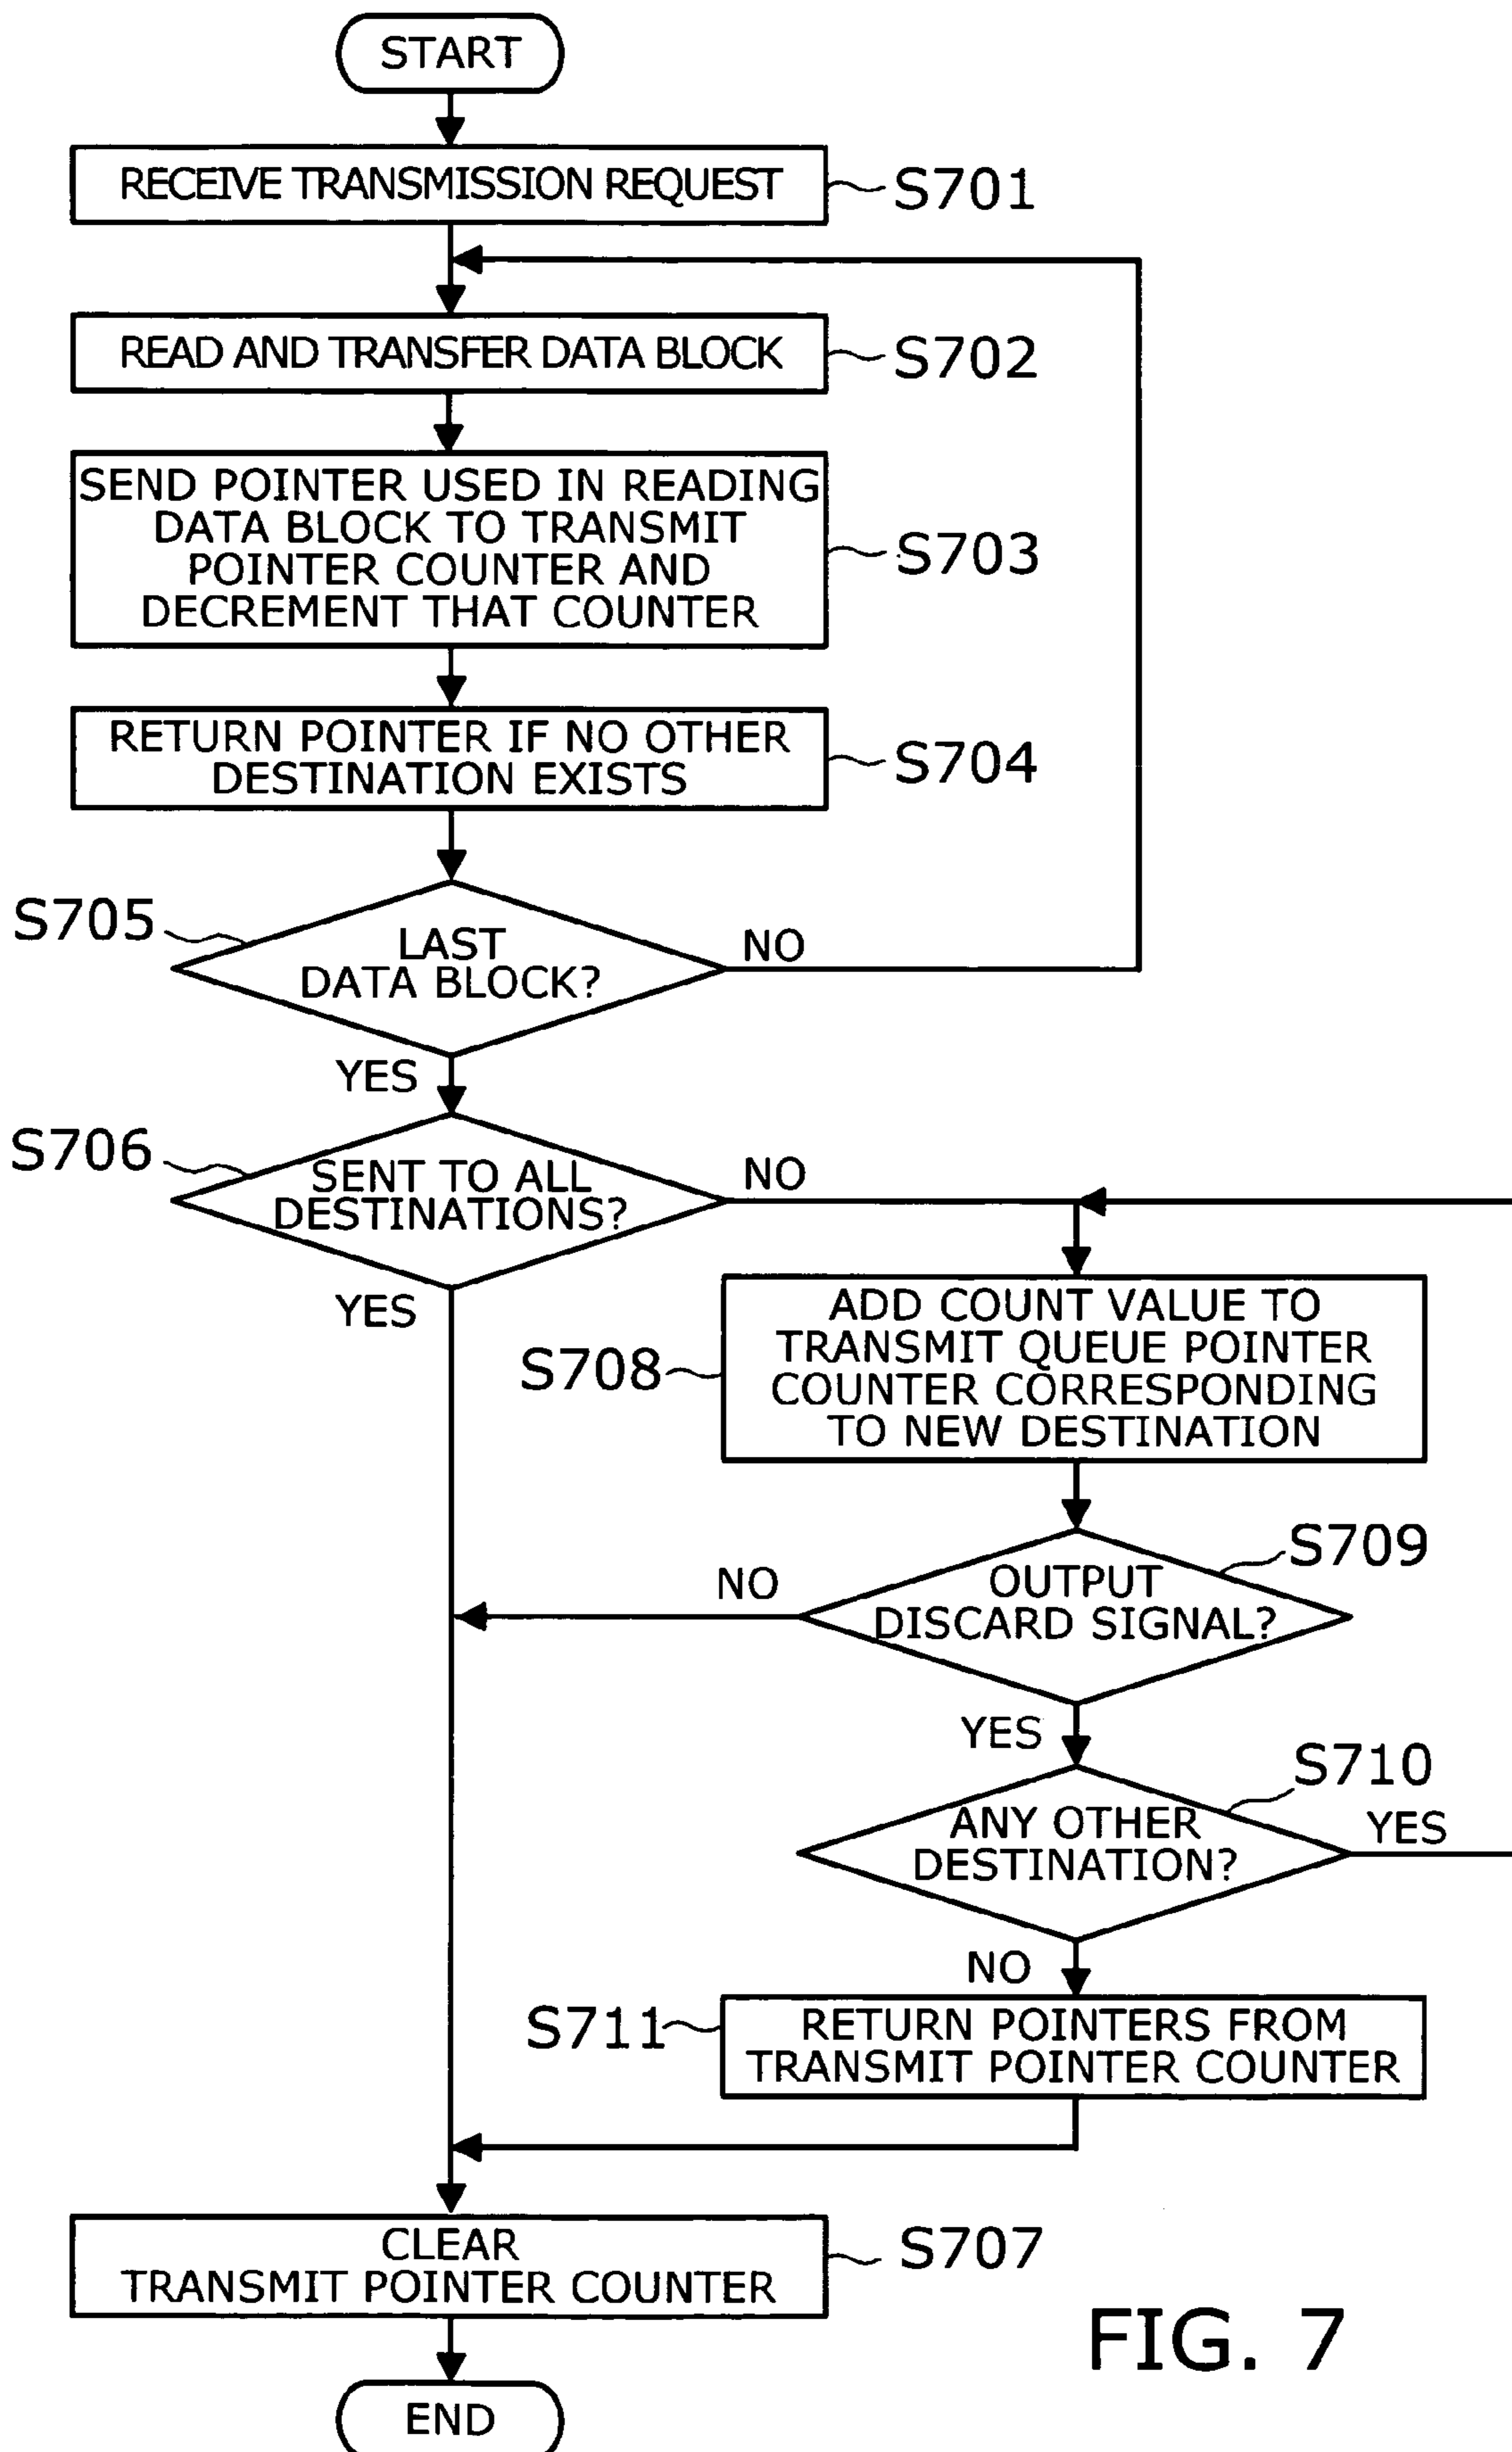 START
RECEIVE TRANSMISSION REQUEST
S701
READ AND TRANSFER DATA BLOCK
S702
SEND POINTER USED IN READING
DATA BLOCK TO TRANSMIT
POINTER COUNTER AND
DECREMENT THAT COUNTER
S703
RETURN POINTER IF NO OTHER
DESTINATION EXISTS
S704
S705
LAST
DATA BLOCK?
NO
YES
S706
SENT TO ALL
DESTINATIONS?
NO
YES
S708
ADD COUNT VALUE TO
TRANSMIT QUEUE POINTER
COUNTER CORRESPONDING
TO NEW DESTINATION
S709
OUTPUT
DISCARD SIGNAL?
NO
YES
S710
ANY OTHER
DESTINATION?
YES
NO
S711
RETURN POINTERS FROM
TRANSMIT POINTER COUNTER
CLEAR
TRANSMIT POINTER COUNTER
S707
END
FIG. 7